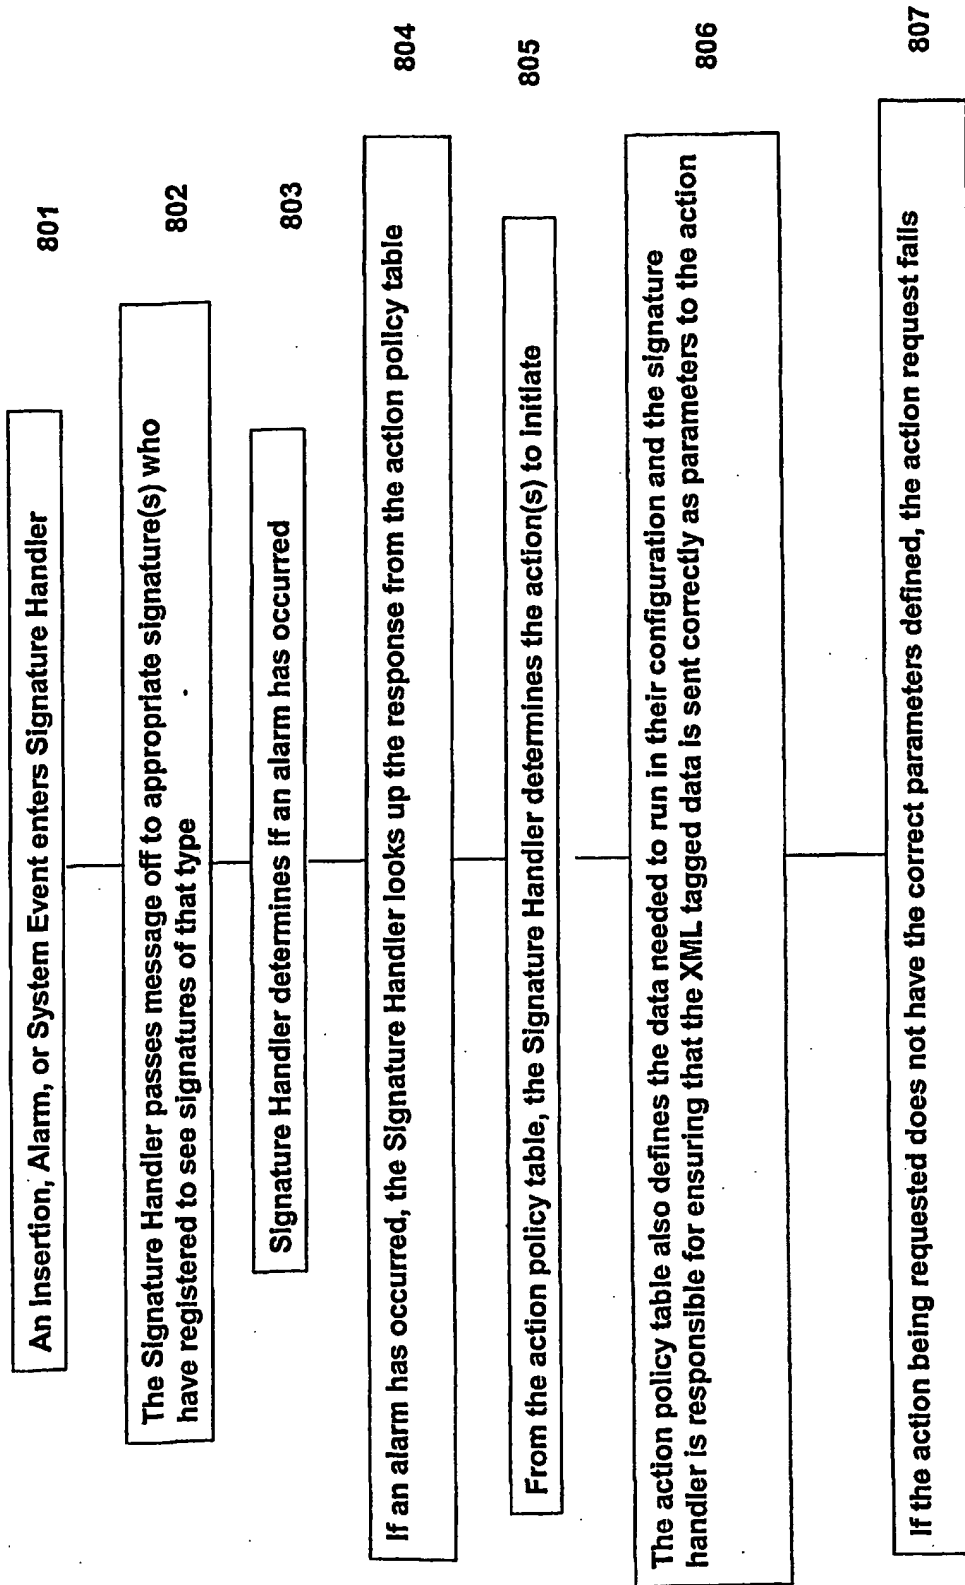 An Insertion, Alarm, or System Event enters Signature Handler
801
The Signature Handler passes message off to appropriate signature(s) who
have registered to see signatures of that type
802
Signature Handler determines if an alarm has occurred
803
If an alarm has occurred, the Signature Handler looks up the response from the action policy table
804
From the action policy table, the Signature Handler determines the action(s) to initiate
805
The action policy table also defines the data needed to run in their configuration and the signature
handler is responsible for ensuring that the XML tagged data is sent correctly as parameters to the action
806
If the action being requested does not have the correct parameters defined, the action request fails
807